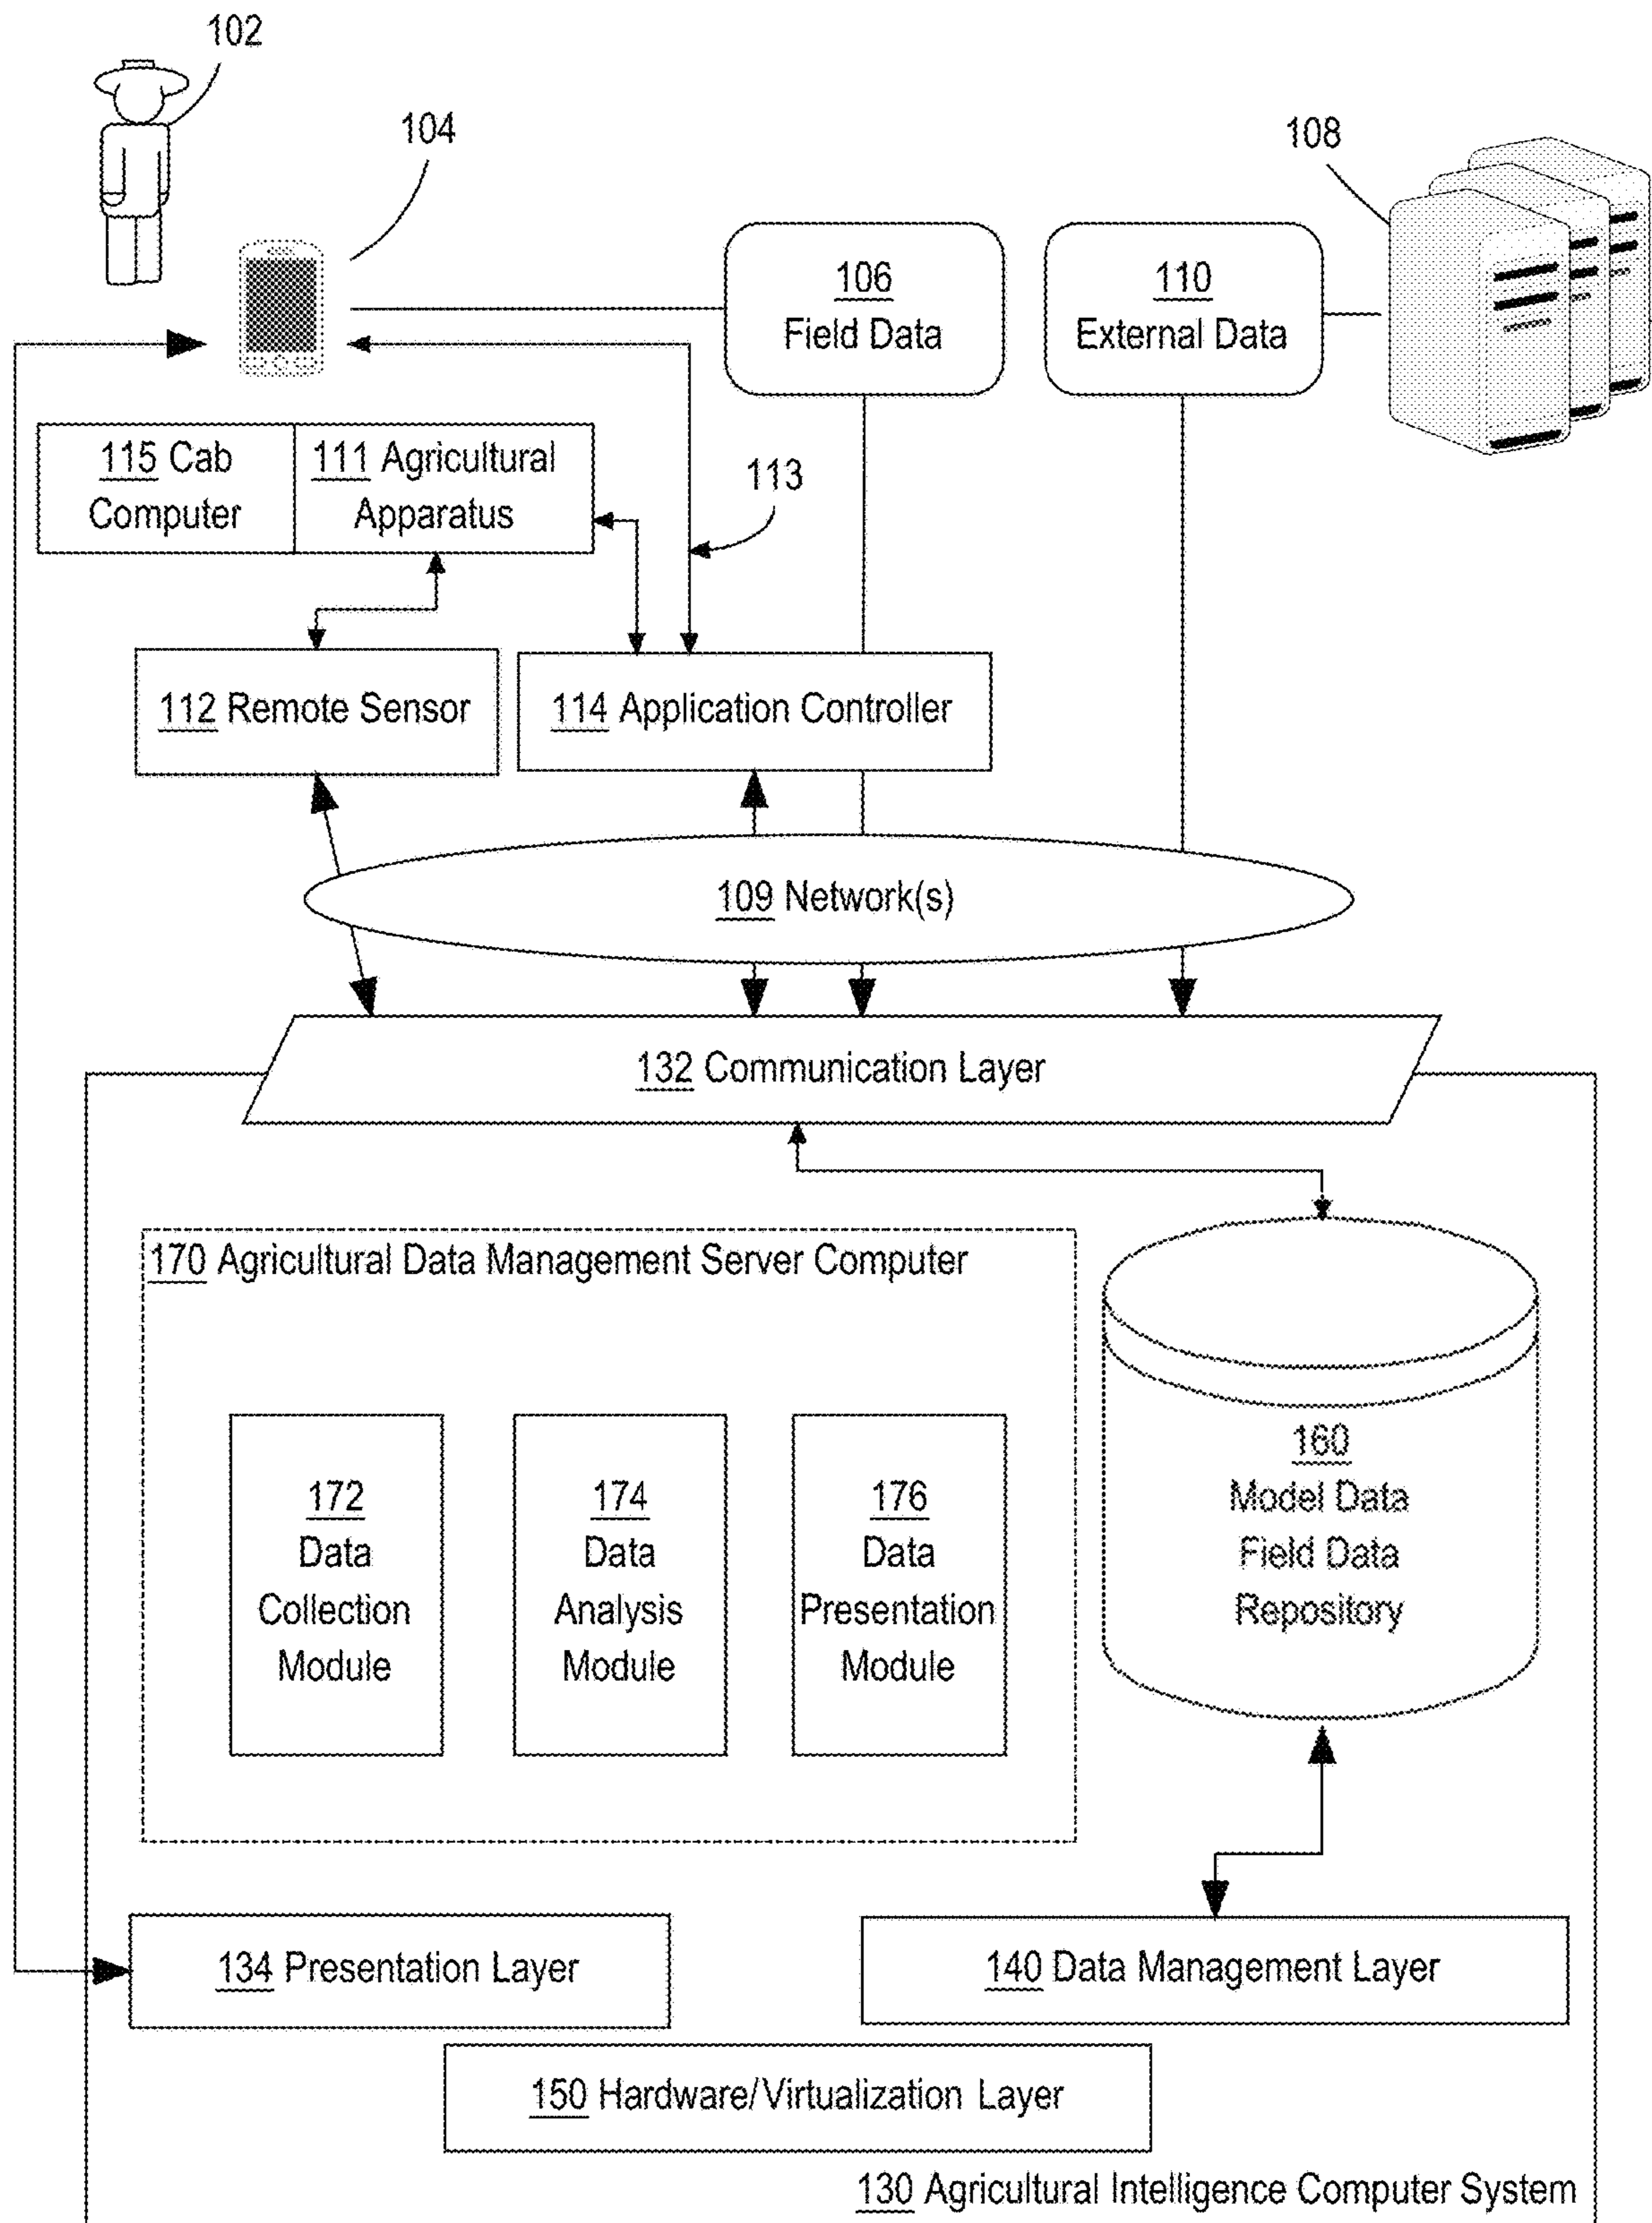 102
104
108
106
Field Data
110
External Data
115 Cab
Computer
111 Agricultural
Apparatus
113
112 Remote Sensor
114 Application Controller
109 Network(s)
132 Communication Layer
170 Agricultural Data Management Server Computer
172
Data
Collection
Module
174
Data
Analysis
Module
176
Data
Presentation
Module
160
Model Data
Field Data
Repository
134 Presentation Layer
140 Data Management Layer
150 Hardware/Virtualization Layer
130 Agricultural Intelligence Computer System